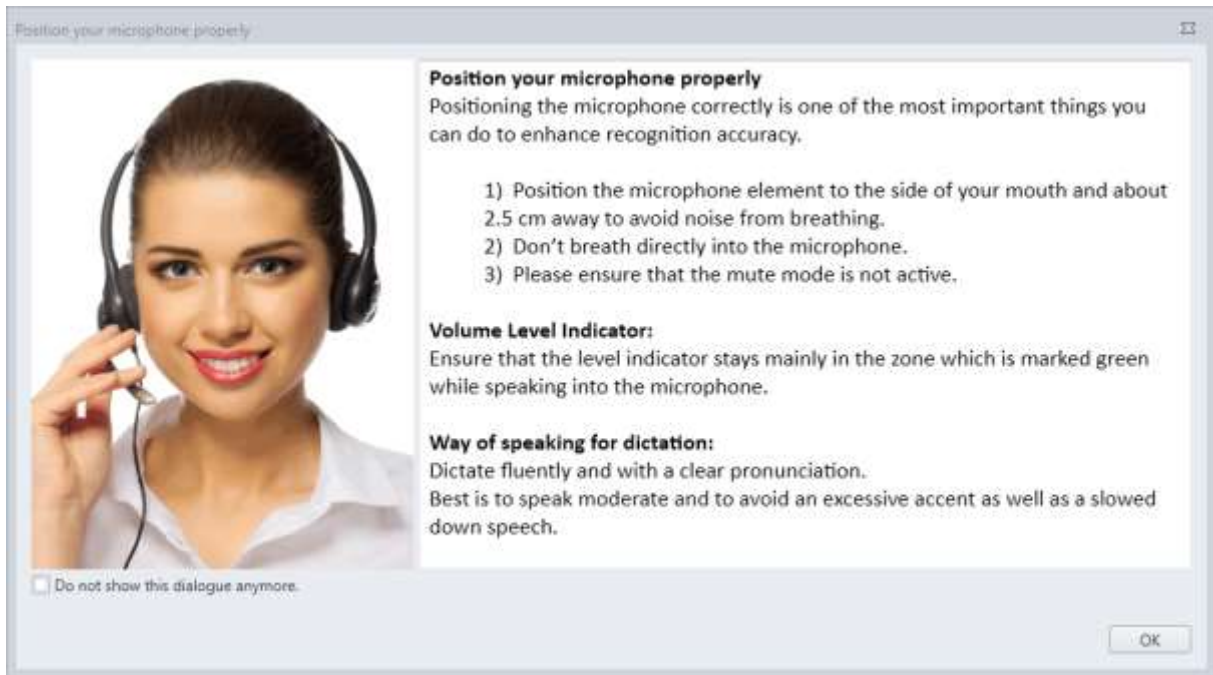 Position your microphone properly
Position your microphone properly
Positioning the microphone correctly is one of the most important things you
can do to enhance recognition accuracy.
1) Position the microphone element to the side of your mouth and about
2.5 cm away to avoid noise from breathing.
2) Don't breath directly into the microphone.
3) Please ensure that the mute mode is not active.
Volume Level Indicator:
Ensure that the level indicator stays mainly in the zone which is marked green
while speaking into the microphone.
Way of speaking for dictation:
Dictate fluently and with a clear pronunciation.
Best is to speak moderate and to avoid an excessive accent as well as a slowed
down speech.
Do not show this dialogue anymore.
OK